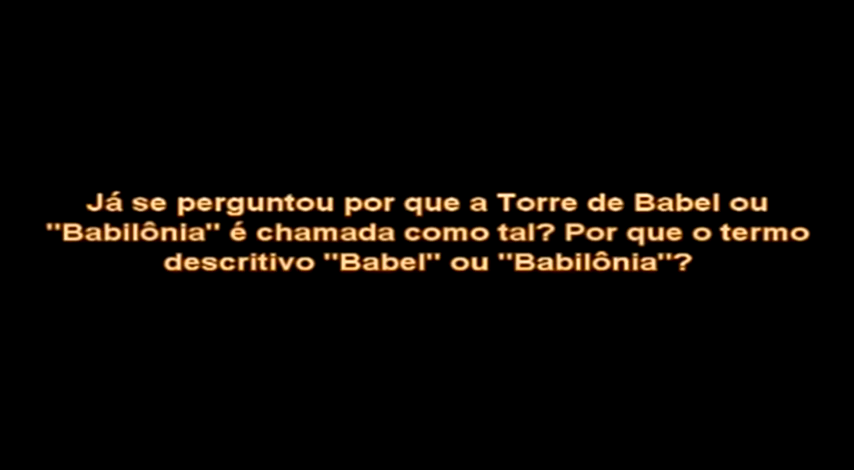 Já se perguntou por que a Torre de Babel ou
"Babilônia" é chamada como tal? Por que o termo
descritivo "Babel" ou "Babilônia"?